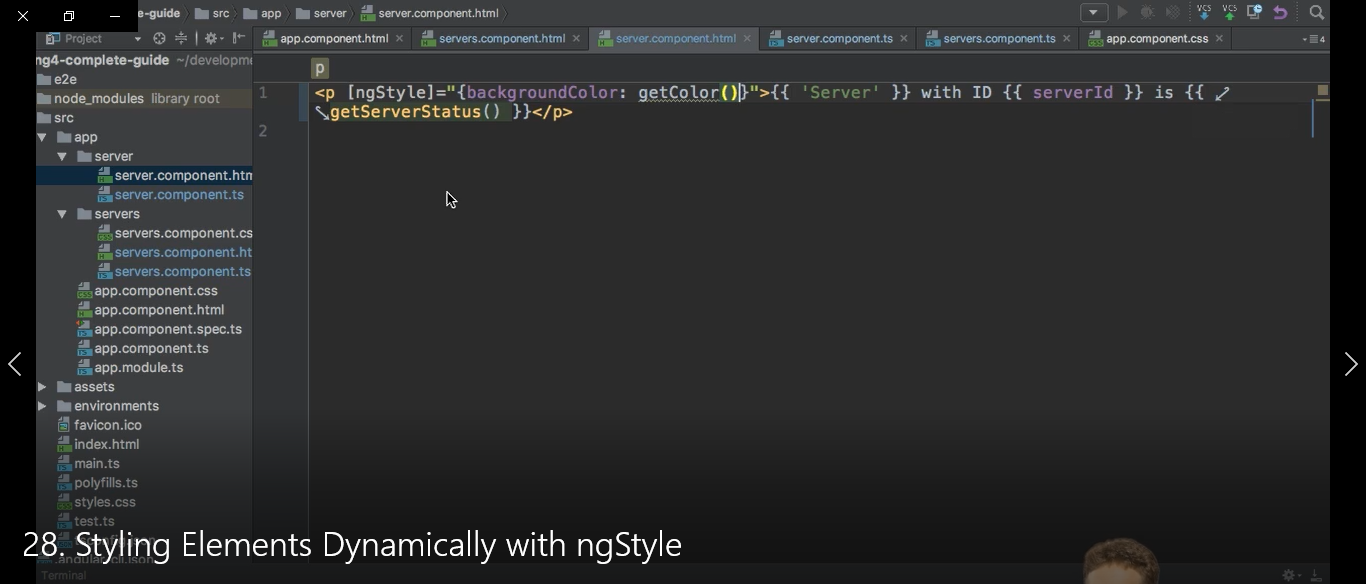 e-guide src app server server.component.html
VCS VCS
Project
app.component.html servers.component.html server.component.html server.component.ts servers.component.ts app.component.css 4
ng4-complete-guide ~/developme
e2e
node_modules library root
src
app
server
server.component.htm
server.component.ts
servers
servers.component.cs
servers.component.ht
servers.component.ts
app.component.css
app.component.html
app.component.spec.ts
app.component.ts
app.module.ts
assets
environments
favicon.ico
index.html
main.ts
polyfills.ts
styles.css
test.ts
.angular-cli.json
Terminal
p
1 <p [ngStyle]="{backgroundColor: getColor()}">{{ 'Server' }} with ID {{ serverId }} is {{
getServerStatus() }}</p>
2
28. Styling Elements Dynamically with ngStyle